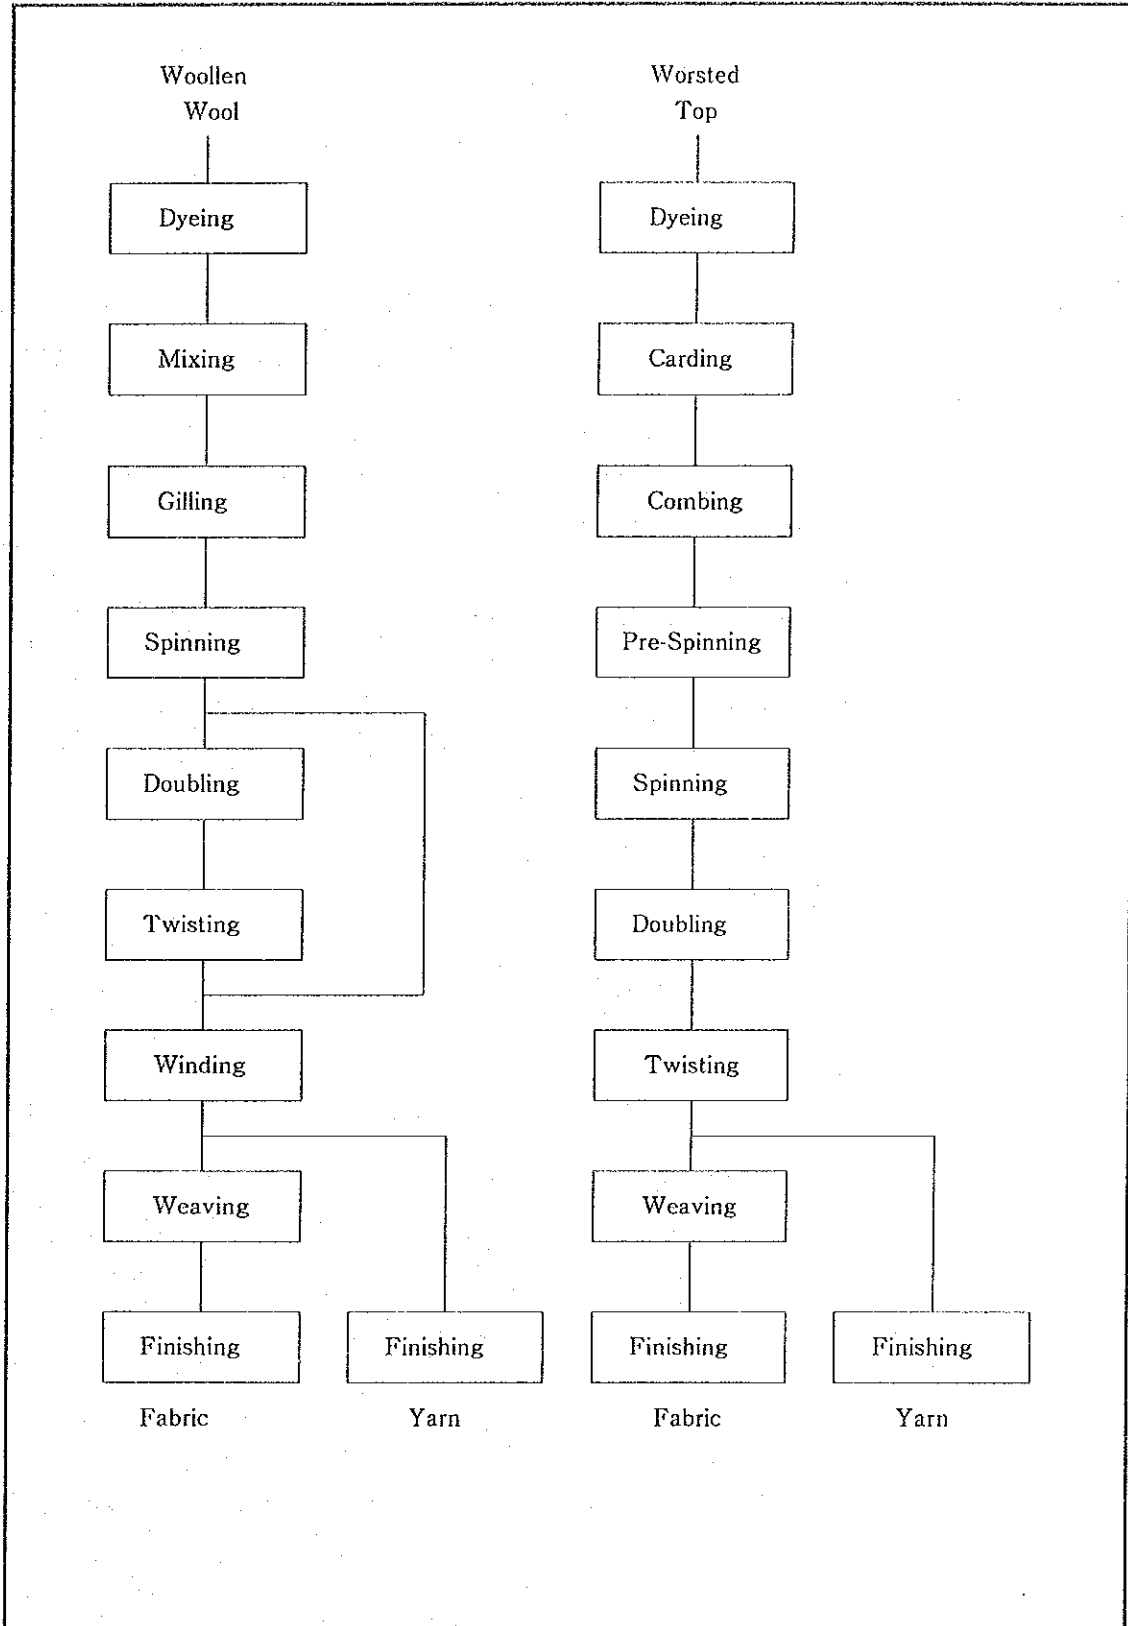 Woollen
Wool
Dyeing
Mixing
Gilling
Spinning
Doubling
Twisting
Winding
Weaving
Finishing
Fabric
Finishing
Yarn
Worsted
Top
Dyeing
Carding
Combing
Pre-Spinning
Spinning
Doubling
Twisting
Weaving
Finishing
Fabric
Finishing
Yarn